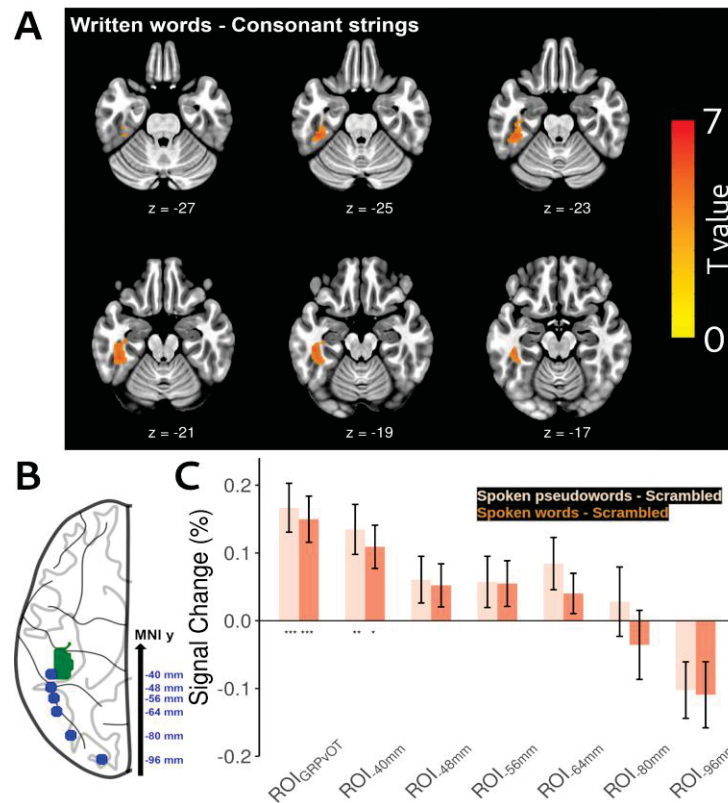 A
Written words - Consonant strings
z = -27
z = -25
z = -23
z = -21
z = -19
z = -17
7
T value
0
B
MNI y
-40 mm
-48 mm
-56 mm
-64 mm
-80 mm
-96 mm
C
Signal Change (%)
0.2
0.1
0.0
-0.1
-0.2
Spoken pseudowords - Scrambled
Spoken words - Scrambled
*** *** ** *
ROI GRPvOT
ROI -40mm
ROI -48mm
ROI -56mm
ROI -64mm
ROI -80mm
ROI -96mm